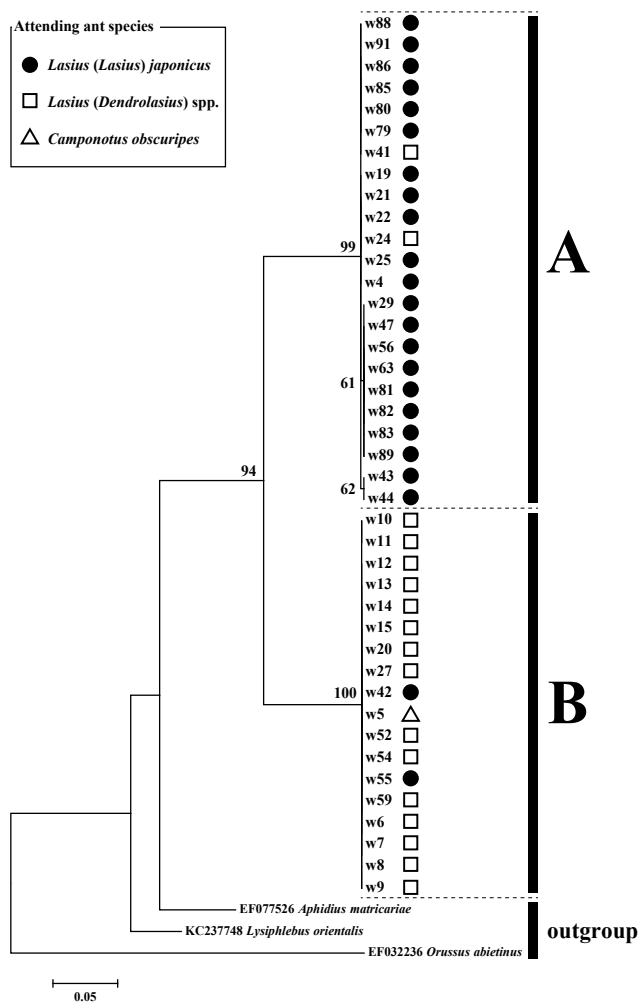 Attending ant species
Lasius (Lasius) japonicus
Lasius (Dendrolasius) spp.
Camponotus obscuripes
w88
w91
w86
w85
w80
w79
w41
w19
w21
w22
w24
99
w25
w4
w29
w47
w56
w63
61
w81
w82
w83
w89
w43
62
w44
A
94
w10
w11
w12
w13
w14
w15
w20
w27
100
w42
w5
w52
w54
w55
w59
w6
w7
w8
w9
B
EF077526 Aphidius matricariae
KC237748 Lysiphlebus orientalis
EF032236 Orussus abietinus
outgroup
0.05